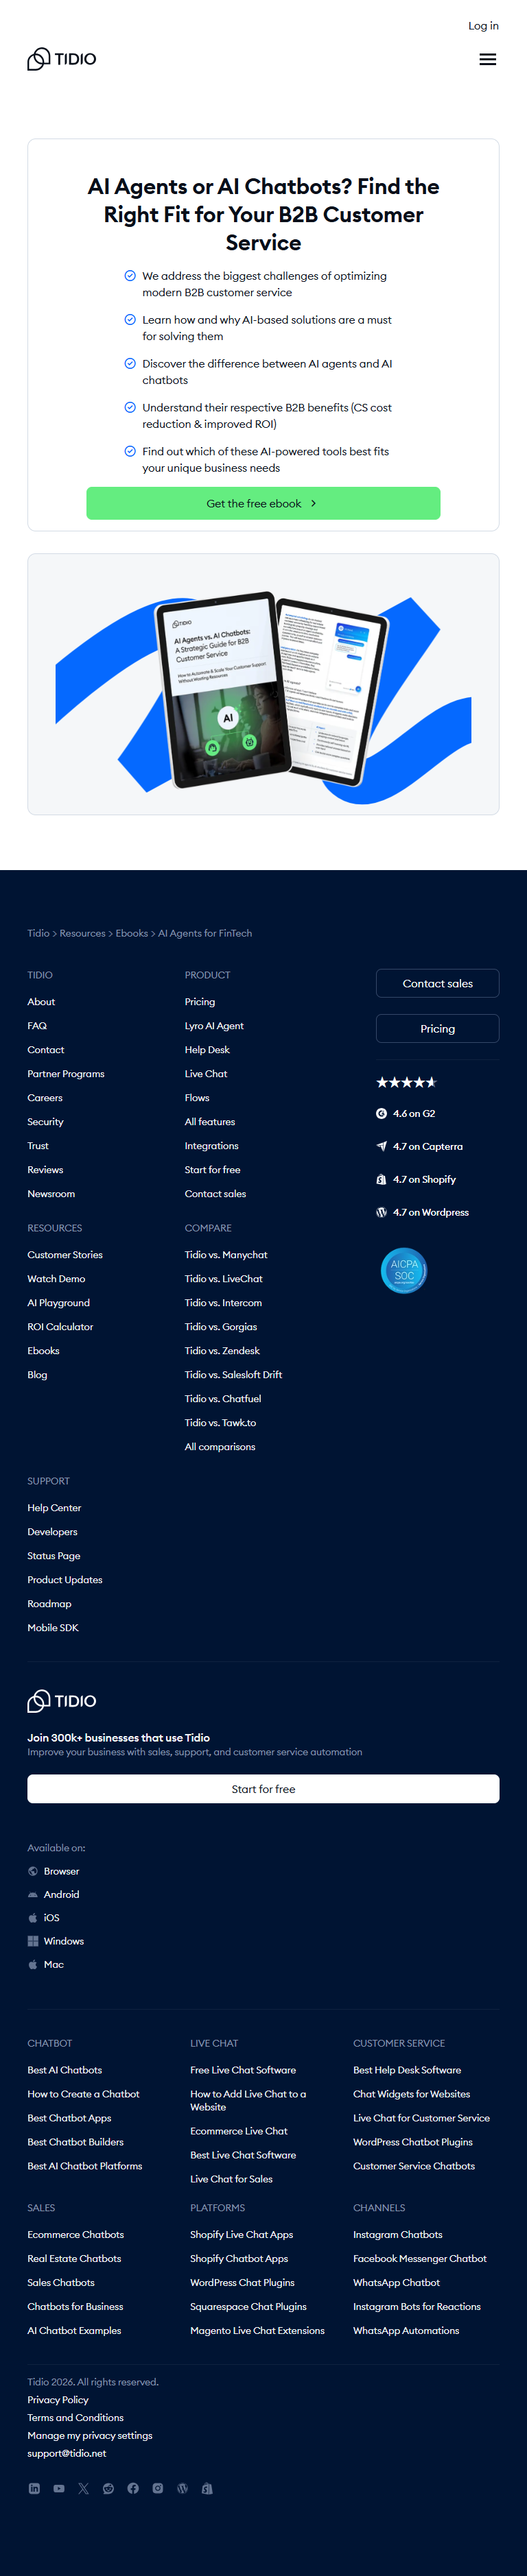 Log in
TIDIO
AI Agents or AI Chatbots? Find the
Right Fit for Your B2B Customer
Service
We address the biggest challenges of optimizing
modern B2B customer service
Learn how and why AI-based solutions are a must
for solving them
Discover the difference between AI agents and AI
chatbots
Understand their respective B2B benefits (CS cost
reduction & improved ROI)
Find out which of these AI-powered tools best fits
your unique business needs
Get the free ebook
TIDIO
AI Agents vs. AI Chatbots:
A Strategic Guide for B2B
Customer Service
How to Automate & Scale Your Customer Support
Without Wasting Resources
AI
Tidio > Resources > Ebooks > AI Agents for FinTech
TIDIO
About
FAQ
Contact
Partner Programs
Careers
Security
Trust
Reviews
Newsroom
PRODUCT
Pricing
Lyro AI Agent
Help Desk
Live Chat
Flows
All features
Integrations
Start for free
Contact sales
Contact sales
Pricing
4.6 on G2
4.7 on Capterra
4.7 on Shopify
4.7 on Wordpress
AICPA
SOC
RESOURCES
Customer Stories
Watch Demo
AI Playground
ROI Calculator
Ebooks
Blog
COMPARE
Tidio vs. Manychat
Tidio vs. LiveChat
Tidio vs. Intercom
Tidio vs. Gorgias
Tidio vs. Zendesk
Tidio vs. Salesloft Drift
Tidio vs. Chatfuel
Tidio vs. Tawk.to
All comparisons
SUPPORT
Help Center
Developers
Status Page
Product Updates
Roadmap
Mobile SDK
TIDIO
Join 300k+ businesses that use Tidio
Improve your business with sales, support, and customer service automation
Start for free
Available on:
Browser
Android
iOS
Windows
Mac
CHATBOT
Best AI Chatbots
How to Create a Chatbot
Best Chatbot Apps
Best Chatbot Builders
Best AI Chatbot Platforms
LIVE CHAT
Free Live Chat Software
How to Add Live Chat to a
Website
Ecommerce Live Chat
Best Live Chat Software
Live Chat for Sales
CUSTOMER SERVICE
Best Help Desk Software
Chat Widgets for Websites
Live Chat for Customer Service
WordPress Chatbot Plugins
Customer Service Chatbots
SALES
Ecommerce Chatbots
Real Estate Chatbots
Sales Chatbots
Chatbots for Business
AI Chatbot Examples
PLATFORMS
Shopify Live Chat Apps
Shopify Chatbot Apps
WordPress Chat Plugins
Squarespace Chat Plugins
Magento Live Chat Extensions
CHANNELS
Instagram Chatbots
Facebook Messenger Chatbot
WhatsApp Chatbot
Instagram Bots for Reactions
WhatsApp Automations
Tidio 2026. All rights reserved.
Privacy Policy
Terms and Conditions
Manage my privacy settings
support@tidio.net